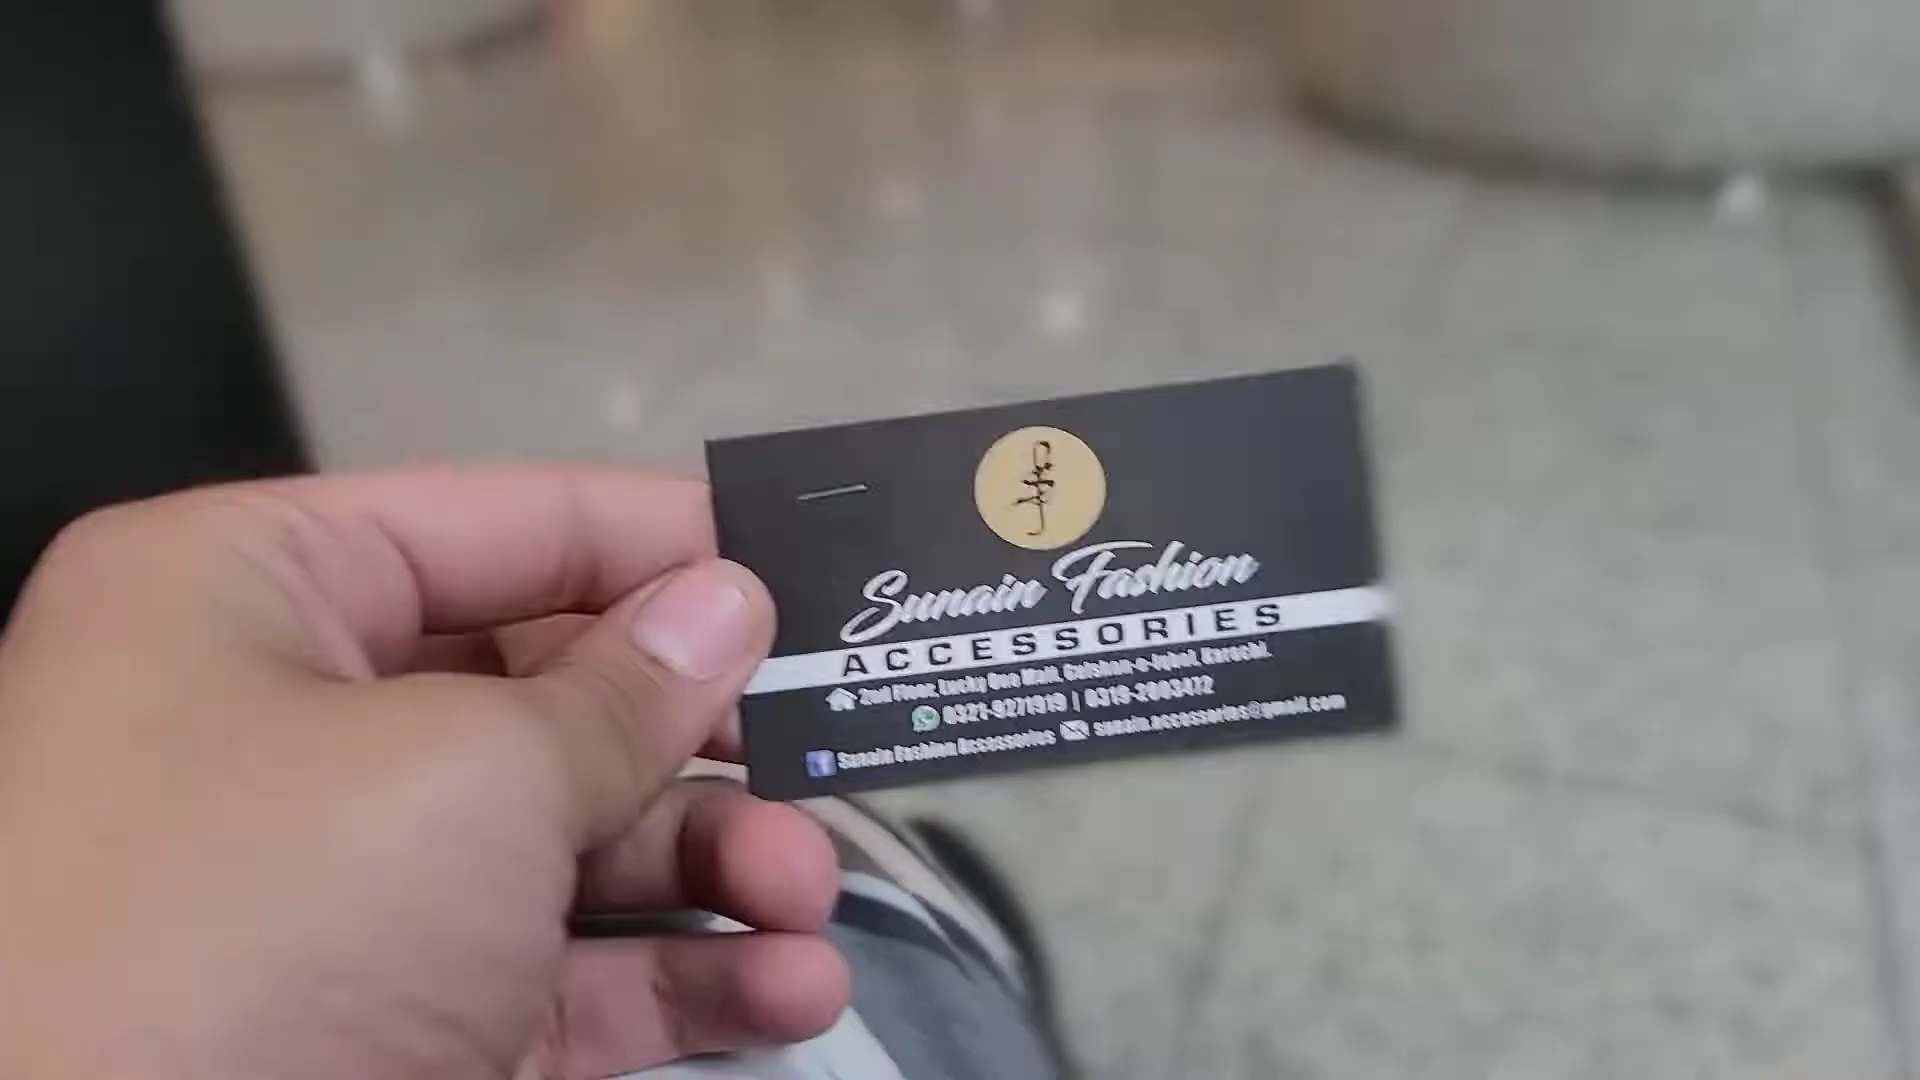 Sunain Fashion
ACCESSORIES
2nd Floor, Lucky One Mall, Gulshan-e-Iqbal, Karachi.
0321-9271919 | 0319-2003472
Sunain Fashion Accessories sunain.accessories@gmail.com